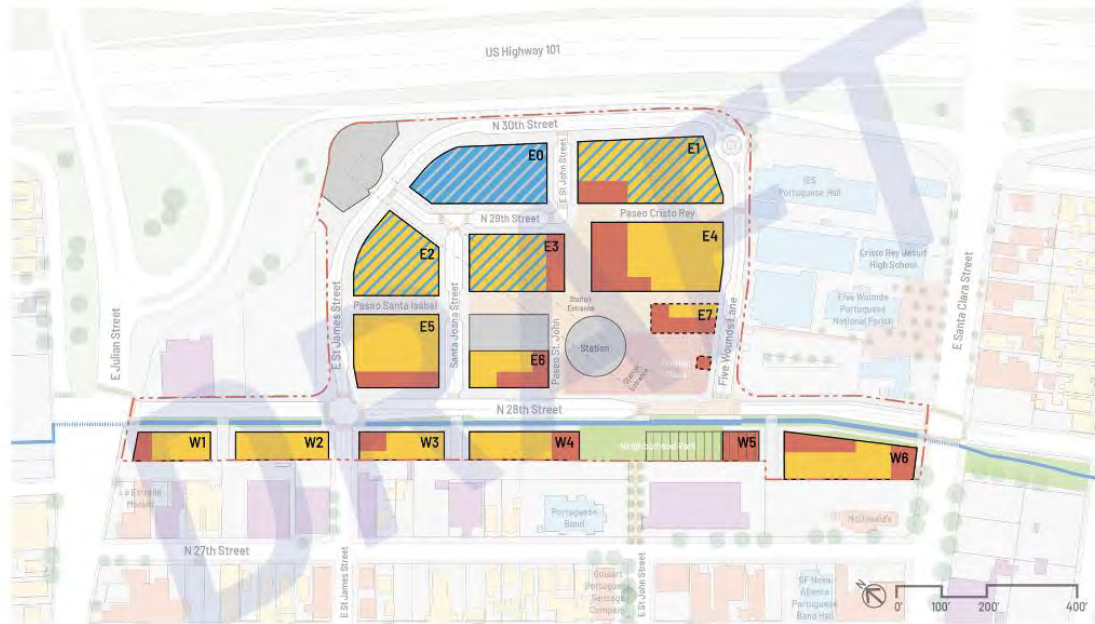 DRAFT
US Highway 101
N 30th Street
E0
E St John Street
E1
IES
Portuguese Hall
N 29th Street
Paseo Cristo Rey
E2
E3
E4
Cristo Rey Jesuit
High School
E Julian Street
E St James Street
Paseo Santa Isabel
Santa Joana Street
Station
Entrance
E7
Five Wounds
Portuguese
National Parish
E Santa Clara Street
E5
E6
Paseo St. John
Station
Station
Entrance
Plaza
Five Wounds Lane
N 28th Street
W1
W2
W3
W4
Neighborhood Park
W5
W6
Portuguese
Band
McDonald's
N 27th Street
E St James Street
Portuguese
Sausage
Company
E St John Street
SF Nova
Alianca
Portuguese
Band Hall
N
0'
100'
200'
400'